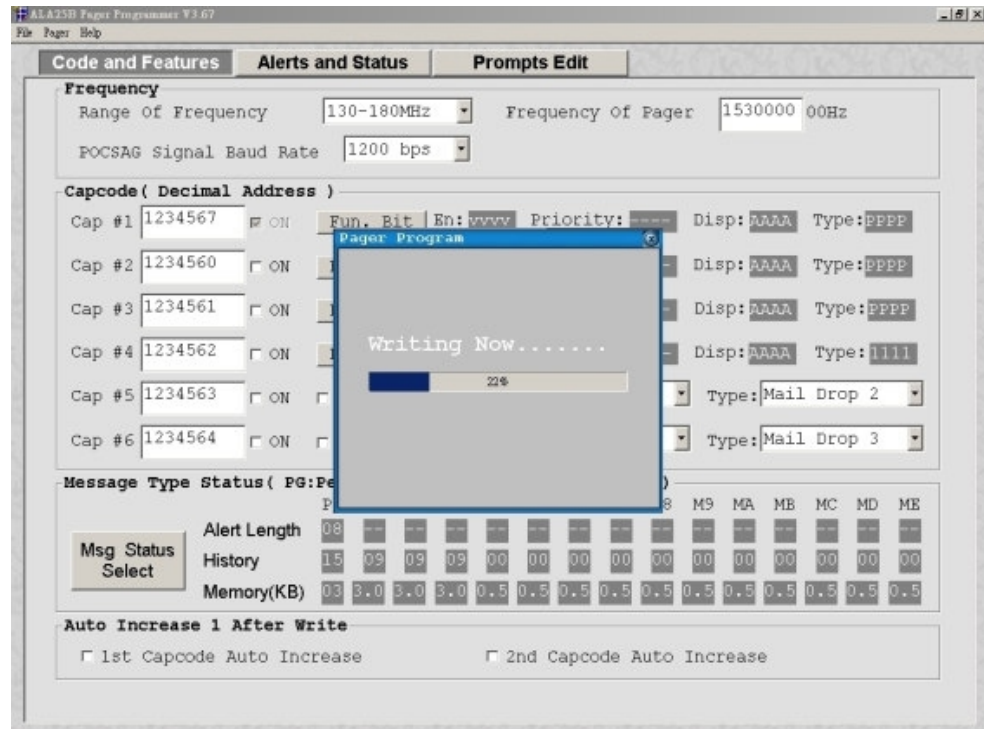 ALA25B Pager Programmer V3.67
File Pager Help
Code and Features Alerts and Status Prompts Edit
Frequency
Range Of Frequency 130-180MHz Frequency Of Pager 1530000 00Hz
POCSAG Signal Baud Rate 1200 bps
Capcode( Decimal Address )
Cap #1 1234567 ON Fun. Bit En: vvvv Priority: ---- Disp: AAAA Type: PPPP
Pager Program
Cap #2 1234560 ON Disp: AAAA Type: PPPP
Cap #3 1234561 ON Disp: AAAA Type: PPPP
Writing Now.......
Cap #4 1234562 ON Disp: AAAA Type: 1111
22%
Cap #5 1234563 ON Type: Mail Drop 2
Cap #6 1234564 ON Type: Mail Drop 3
Message Type Status( PG:Pe )
P 8 M9 MA MB MC MD ME
Alert Length 08 -- -- -- -- -- -- -- -- -- -- -- -- -- --
Msg Status Select
History 15 09 09 09 00 00 00 00 00 00 00 00 00 00 00
Memory(KB) 03 3.0 3.0 3.0 0.5 0.5 0.5 0.5 0.5 0.5 0.5 0.5 0.5 0.5 0.5
Auto Increase 1 After Write
1st Capcode Auto Increase 2nd Capcode Auto Increase